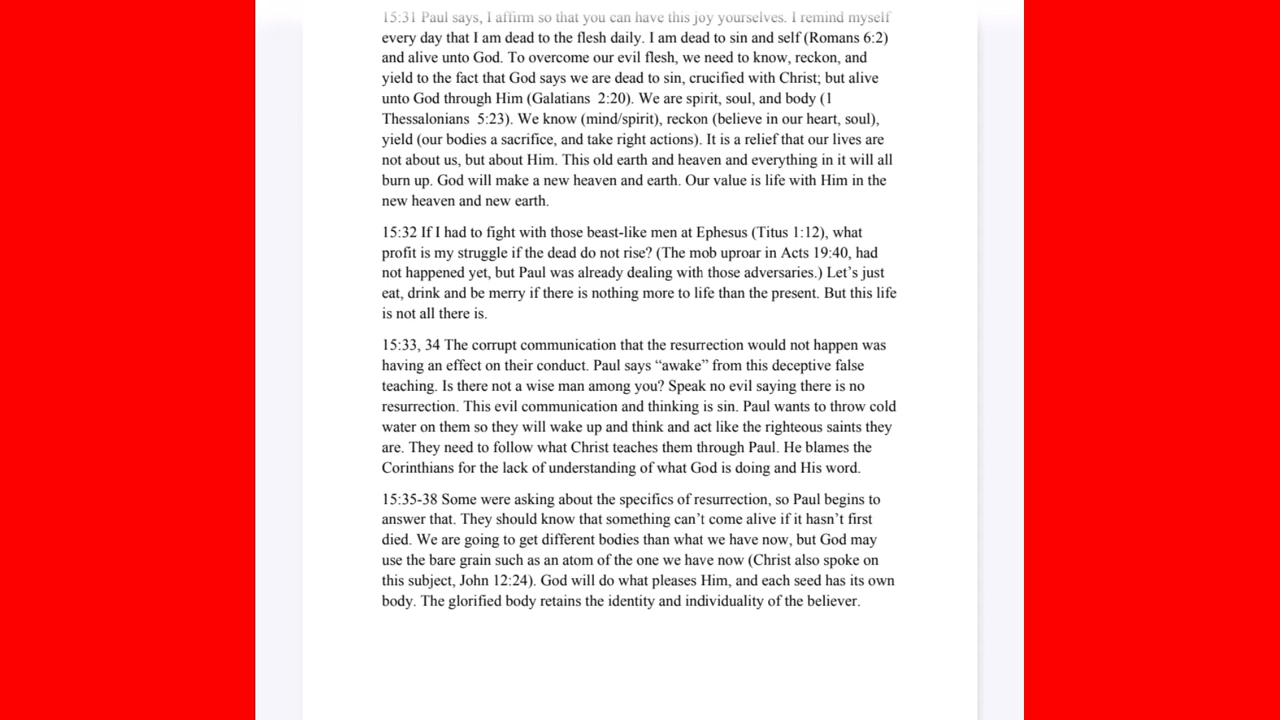 15:31 Paul says, I affirm so that you can have this joy yourselves. I remind myself
every day that I am dead to the flesh daily. I am dead to sin and self (Romans 6:2)
and alive unto God. To overcome our evil flesh, we need to know, reckon, and
yield to the fact that God says we are dead to sin, crucified with Christ; but alive
unto God through Him (Galatians  2:20). We are spirit, soul, and body (1
Thessalonians  5:23). We know (mind/spirit), reckon (believe in our heart, soul),
yield (our bodies a sacrifice, and take right actions). It is a relief that our lives are
not about us, but about Him. This old earth and heaven and everything in it will all
burn up. God will make a new heaven and earth. Our value is life with Him in the
new heaven and new earth.
15:32 If I had to fight with those beast-like men at Ephesus (Titus 1:12), what
profit is my struggle if the dead do not rise? (The mob uproar in Acts 19:40, had
not happened yet, but Paul was already dealing with those adversaries.) Let’s just
eat, drink and be merry if there is nothing more to life than the present. But this life
is not all there is.
15:33, 34 The corrupt communication that the resurrection would not happen was
having an effect on their conduct. Paul says “awake” from this deceptive false
teaching. Is there not a wise man among you? Speak no evil saying there is no
resurrection. This evil communication and thinking is sin. Paul wants to throw cold
water on them so they will wake up and think and act like the righteous saints they
are. They need to follow what Christ teaches them through Paul. He blames the
Corinthians for the lack of understanding of what God is doing and His word.
15:35-38 Some were asking about the specifics of resurrection, so Paul begins to
answer that. They should know that something can’t come alive if it hasn’t first
died. We are going to get different bodies than what we have now, but God may
use the bare grain such as an atom of the one we have now (Christ also spoke on
this subject, John 12:24). God will do what pleases Him, and each seed has its own
body. The glorified body retains the identity and individuality of the believer.